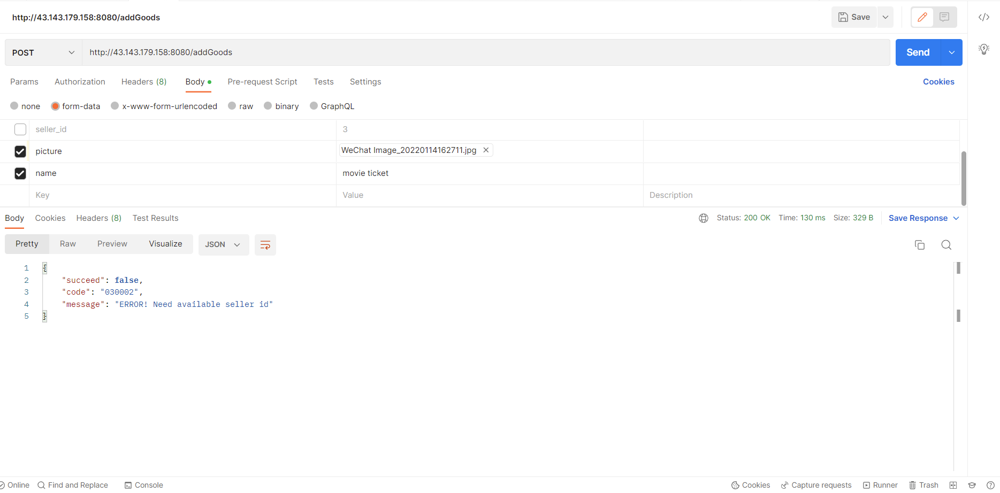 http://43.143.179.158:8080/addGoods
Save
POST
http://43.143.179.158:8080/addGoods
Send
Params Authorization Headers (8) Body Pre-request Script Tests Settings Cookies
none form-data x-www-form-urlencoded raw binary GraphQL
seller_id 3
picture WeChat Image_20220114162711.jpg
name movie ticket
Key Value Description
Body Cookies Headers (8) Test Results Status: 200 OK Time: 130 ms Size: 329 B Save Response
Pretty Raw Preview Visualize JSON
1 {
2 "succeed": false,
3 "code": "030002",
4 "message": "ERROR! Need available seller id"
5 }
Online Find and Replace Console Cookies Capture requests Runner Trash